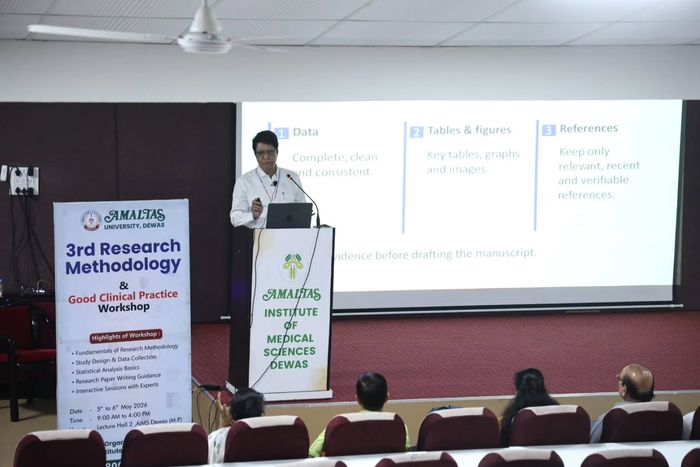 1 Data
Complete, clean
and consistent.
2 Tables & figures
Key tables, graphs
and images.
3 References
Keep only
relevant, recent
and verifiable
references.
vidence before drafting the manuscript.
AMALTAS
UNIVERSITY, DEWAS
3rd Research
Methodology
&
Good Clinical Practice
Workshop
Highlights of Workshop :
• Fundamentals of Research Methodology
• Study Design & Data Collection
• Statistical Analysis Basics
• Research Paper Writing Guidance
• Interactive Sessions with Experts
Date - 5th to 6th May 2026
9:00 AM to 4:00 PM
Lecture Hall 2, AIMS Dewas (M.P.)
AMALTAS
INSTITUTE
OF
MEDICAL
SCIENCES
DEWAS